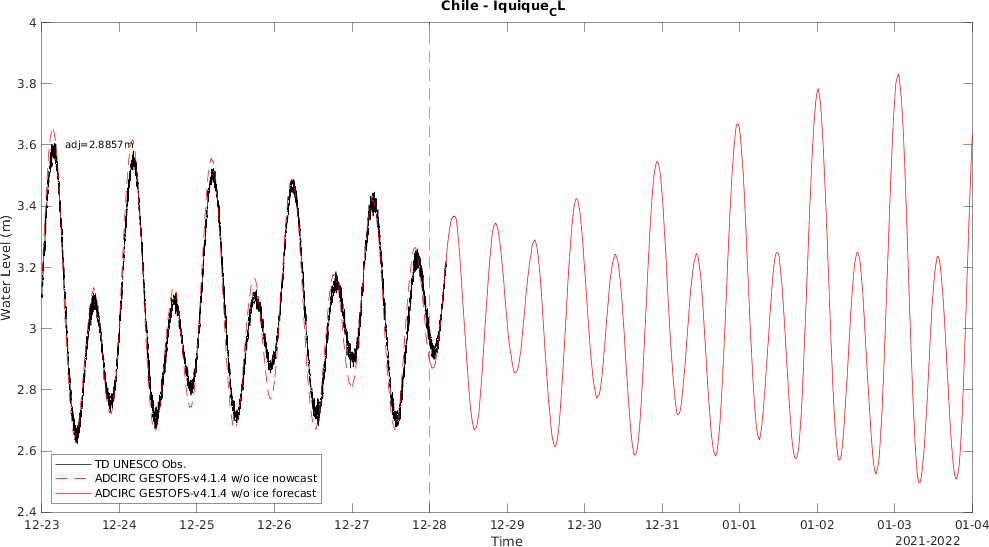 Chile - Iquique_CL
4
3.8
3.6
3.4
3.2
3
2.8
2.6
2.4
Water Level (m)
adj=2.8857m
TD UNESCO Obs.
ADCIRC GESTOFS-v4.1.4 w/o ice nowcast
ADCIRC GESTOFS-v4.1.4 w/o ice forecast
12-23 12-24 12-25 12-26 12-27 12-28 12-29 12-30 12-31 01-01 01-02 01-03 01-04
Time
2021-2022